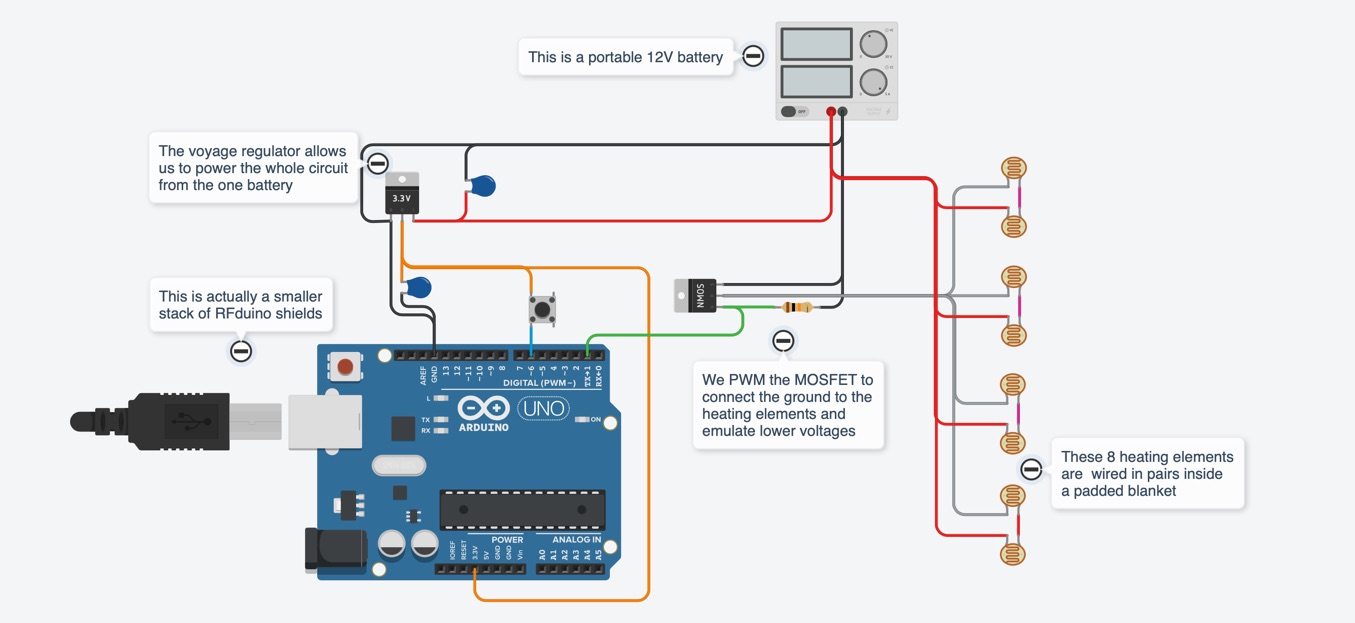 This is a portable 12V battery
OFF
The voyage regulator allows
us to power the whole circuit
from the one battery
3.3V
This is actually a smaller
stack of RFduino shields
NMOS
We PWM the MOSFET to
connect the ground to the
heating elements and
emulate lower voltages
AREF
GND
13
12
~11
~10
~9
8
7
~6
~5
4
~3
2
TX→1
RX←0
DIGITAL (PWM~)
L
TX
RX
ARDUINO
UNO
ON
These 8 heating elements
are  wired in pairs inside
a padded blanket
POWER
ANALOG IN
IOREF
RESET
3.3V
5V
GND
GND
Vin
A0
A1
A2
A3
A4
A5